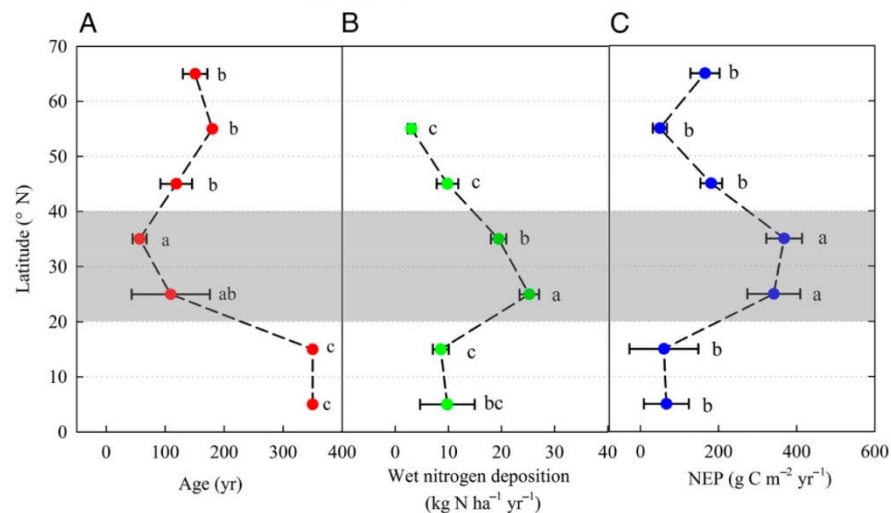 A
B
C
70
60
50
40
30
20
10
0
Latitude (° N)
b
b
b
a
ab
c
c
c
c
b
a
c
bc
b
b
b
a
a
b
b
0 100 200 300 400
0 10 20 30 40
0 200 400 600
Age (yr)
Wet nitrogen deposition
(kg N ha⁻¹ yr⁻¹)
NEP (g C m⁻² yr⁻¹)